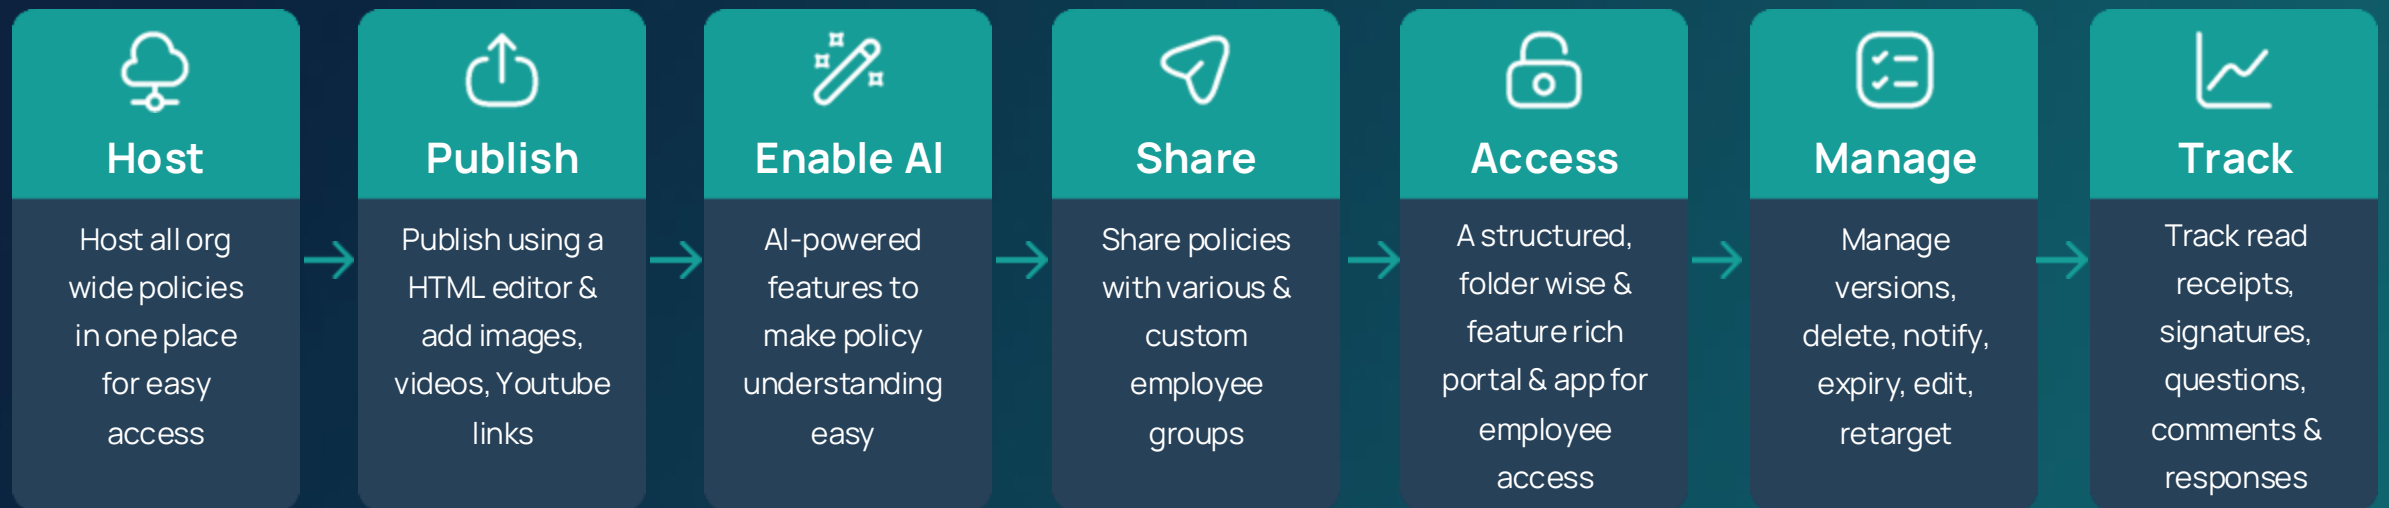 Host
Host all org
wide policies
in one place
for easy
access
Publish
Publish using a
HTML editor &
add images,
videos, Youtube
links
Enable AI
AI-powered
features to
make policy
understanding
easy
Share
Share policies
with various &
custom
employee
groups
Access
A structured,
folder wise &
feature rich
portal & app for
employee
access
Manage
Manage
versions,
delete, notify,
expiry, edit,
retarget
Track
Track read
receipts,
signatures,
questions,
comments &
responses